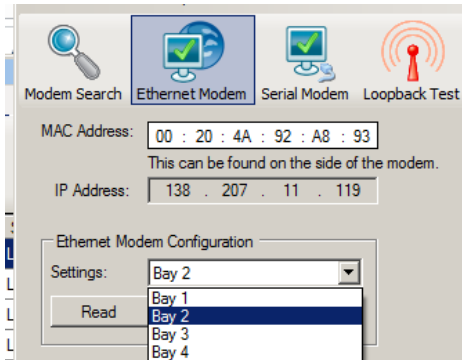 Modem Search Ethernet Modem Serial Modem Loopback Test
MAC Address: 00 : 20 : 4A : 92 : A8 : 93
This can be found on the side of the modem.
IP Address: 138 . 207 . 11 . 119
Ethernet Modem Configuration
Settings: Bay 2
Read
Bay 1
Bay 2
Bay 3
Bay 4